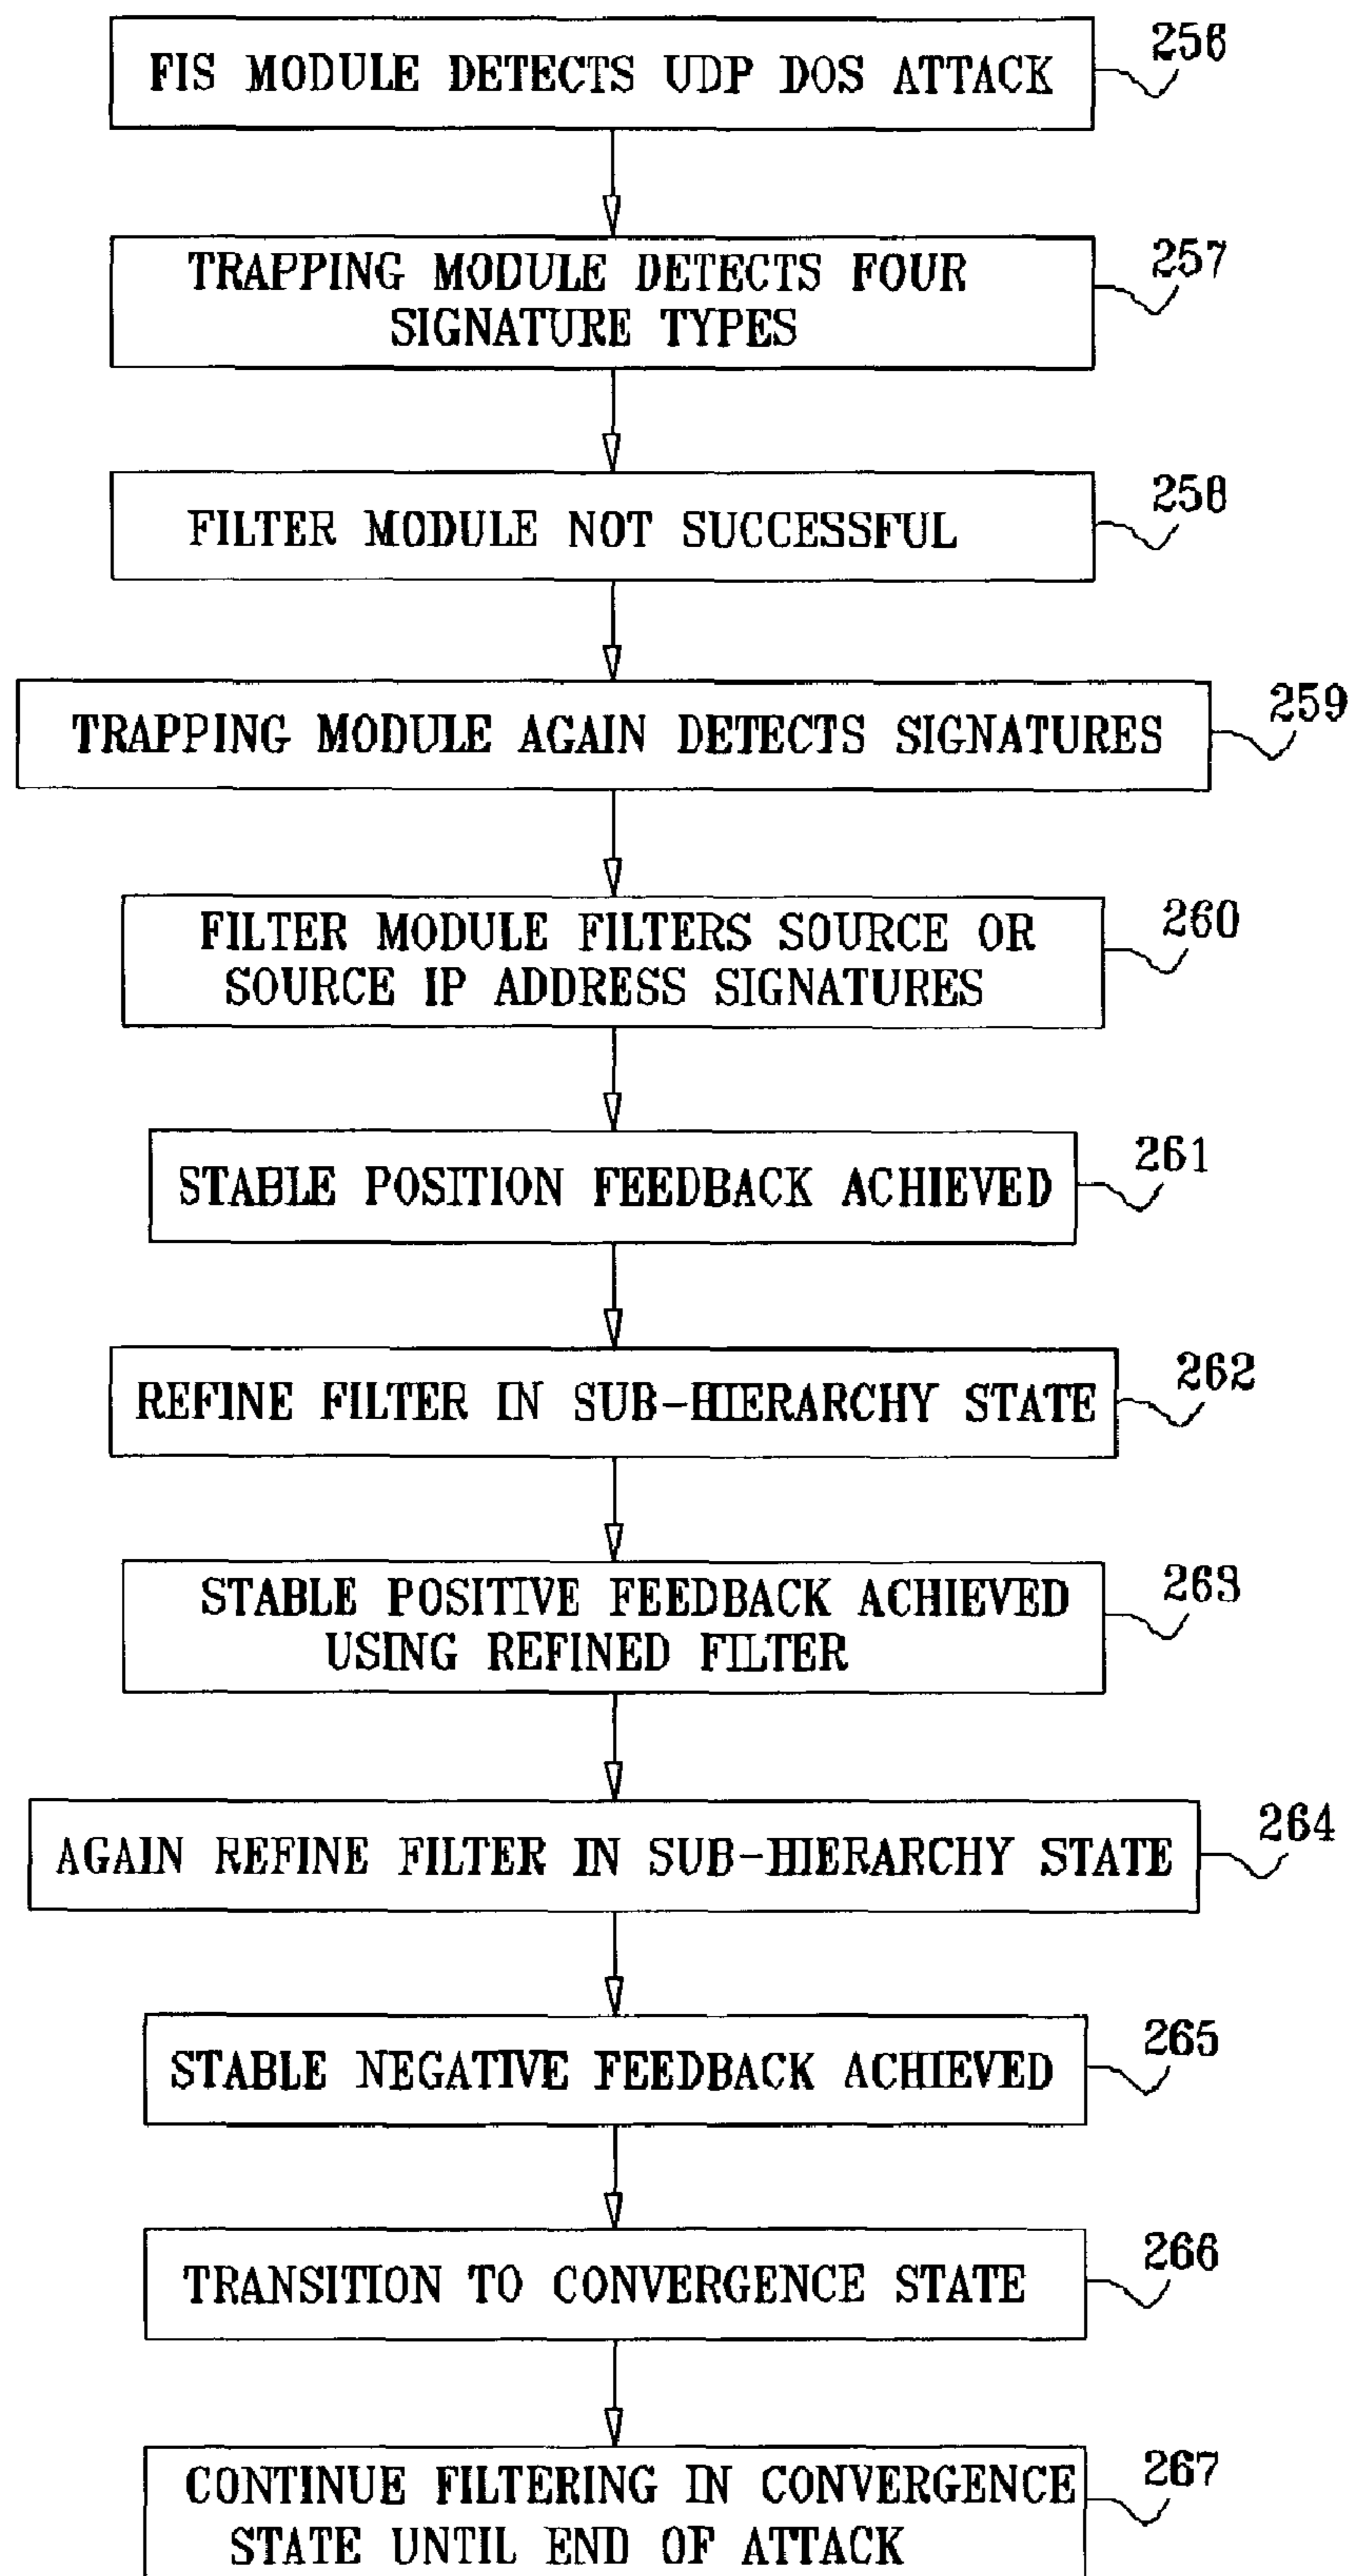 FIS MODULE DETECTS UDP DOS ATTACK
256
TRAPPING MODULE DETECTS FOUR
SIGNATURE TYPES
257
FILTER MODULE NOT SUCCESSFUL
258
TRAPPING MODULE AGAIN DETECTS SIGNATURES
259
FILTER MODULE FILTERS SOURCE OR
SOURCE IP ADDRESS SIGNATURES
260
STABLE POSITION FEEDBACK ACHIEVED
261
REFINE FILTER IN SUB-HIERARCHY STATE
262
STABLE POSITIVE FEEDBACK ACHIEVED
USING REFINED FILTER
263
AGAIN REFINE FILTER IN SUB-HIERARCHY STATE
264
STABLE NEGATIVE FEEDBACK ACHIEVED
265
TRANSITION TO CONVERGENCE STATE
266
CONTINUE FILTERING IN CONVERGENCE
STATE UNTIL END OF ATTACK
267